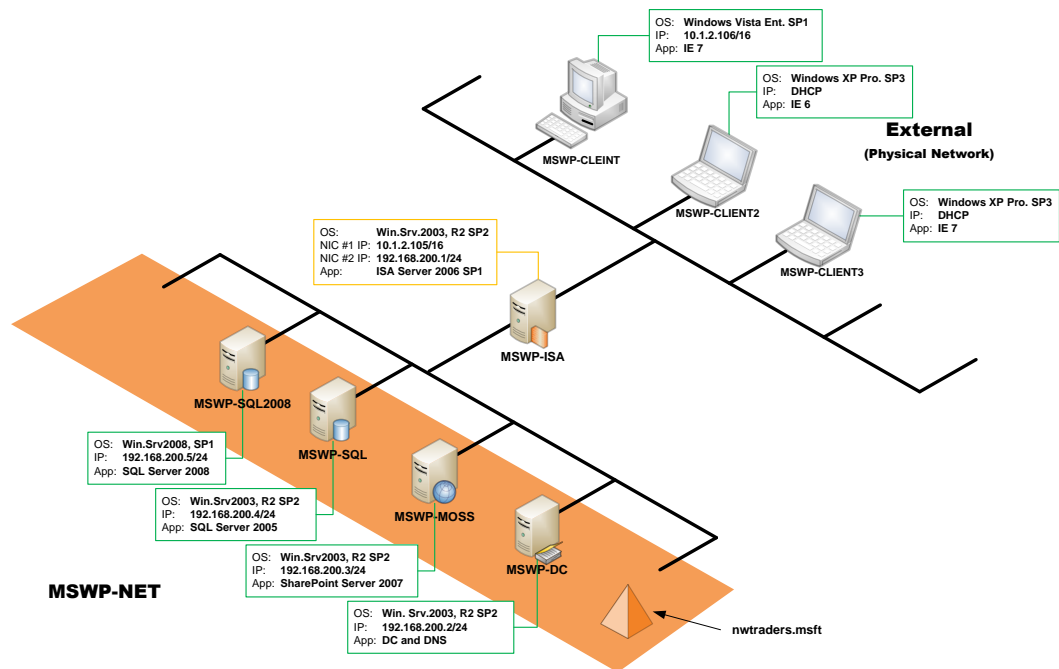 OS: Windows Vista Ent. SP1
IP: 10.1.2.106/16
App: IE 7
OS: Windows XP Pro. SP3
IP: DHCP
App: IE 6
External
(Physical Network)
MSWP-CLEINT
MSWP-CLIENT2
OS: Windows XP Pro. SP3
IP: DHCP
App: IE 7
MSWP-CLIENT3
OS: Win.Srv.2003, R2 SP2
NIC #1 IP: 10.1.2.105/16
NIC #2 IP: 192.168.200.1/24
App: ISA Server 2006 SP1
MSWP-ISA
MSWP-SQL2008
OS: Win.Srv2008, SP1
IP: 192.168.200.5/24
App: SQL Server 2008
MSWP-SQL
OS: Win.Srv2003, R2 SP2
IP: 192.168.200.4/24
App: SQL Server 2005
MSWP-MOSS
OS: Win.Srv2003, R2 SP2
IP: 192.168.200.3/24
App: SharePoint Server 2007
MSWP-DC
OS: Win. Srv.2003, R2 SP2
IP: 192.168.200.2/24
App: DC and DNS
MSWP-NET
nwtraders.msft